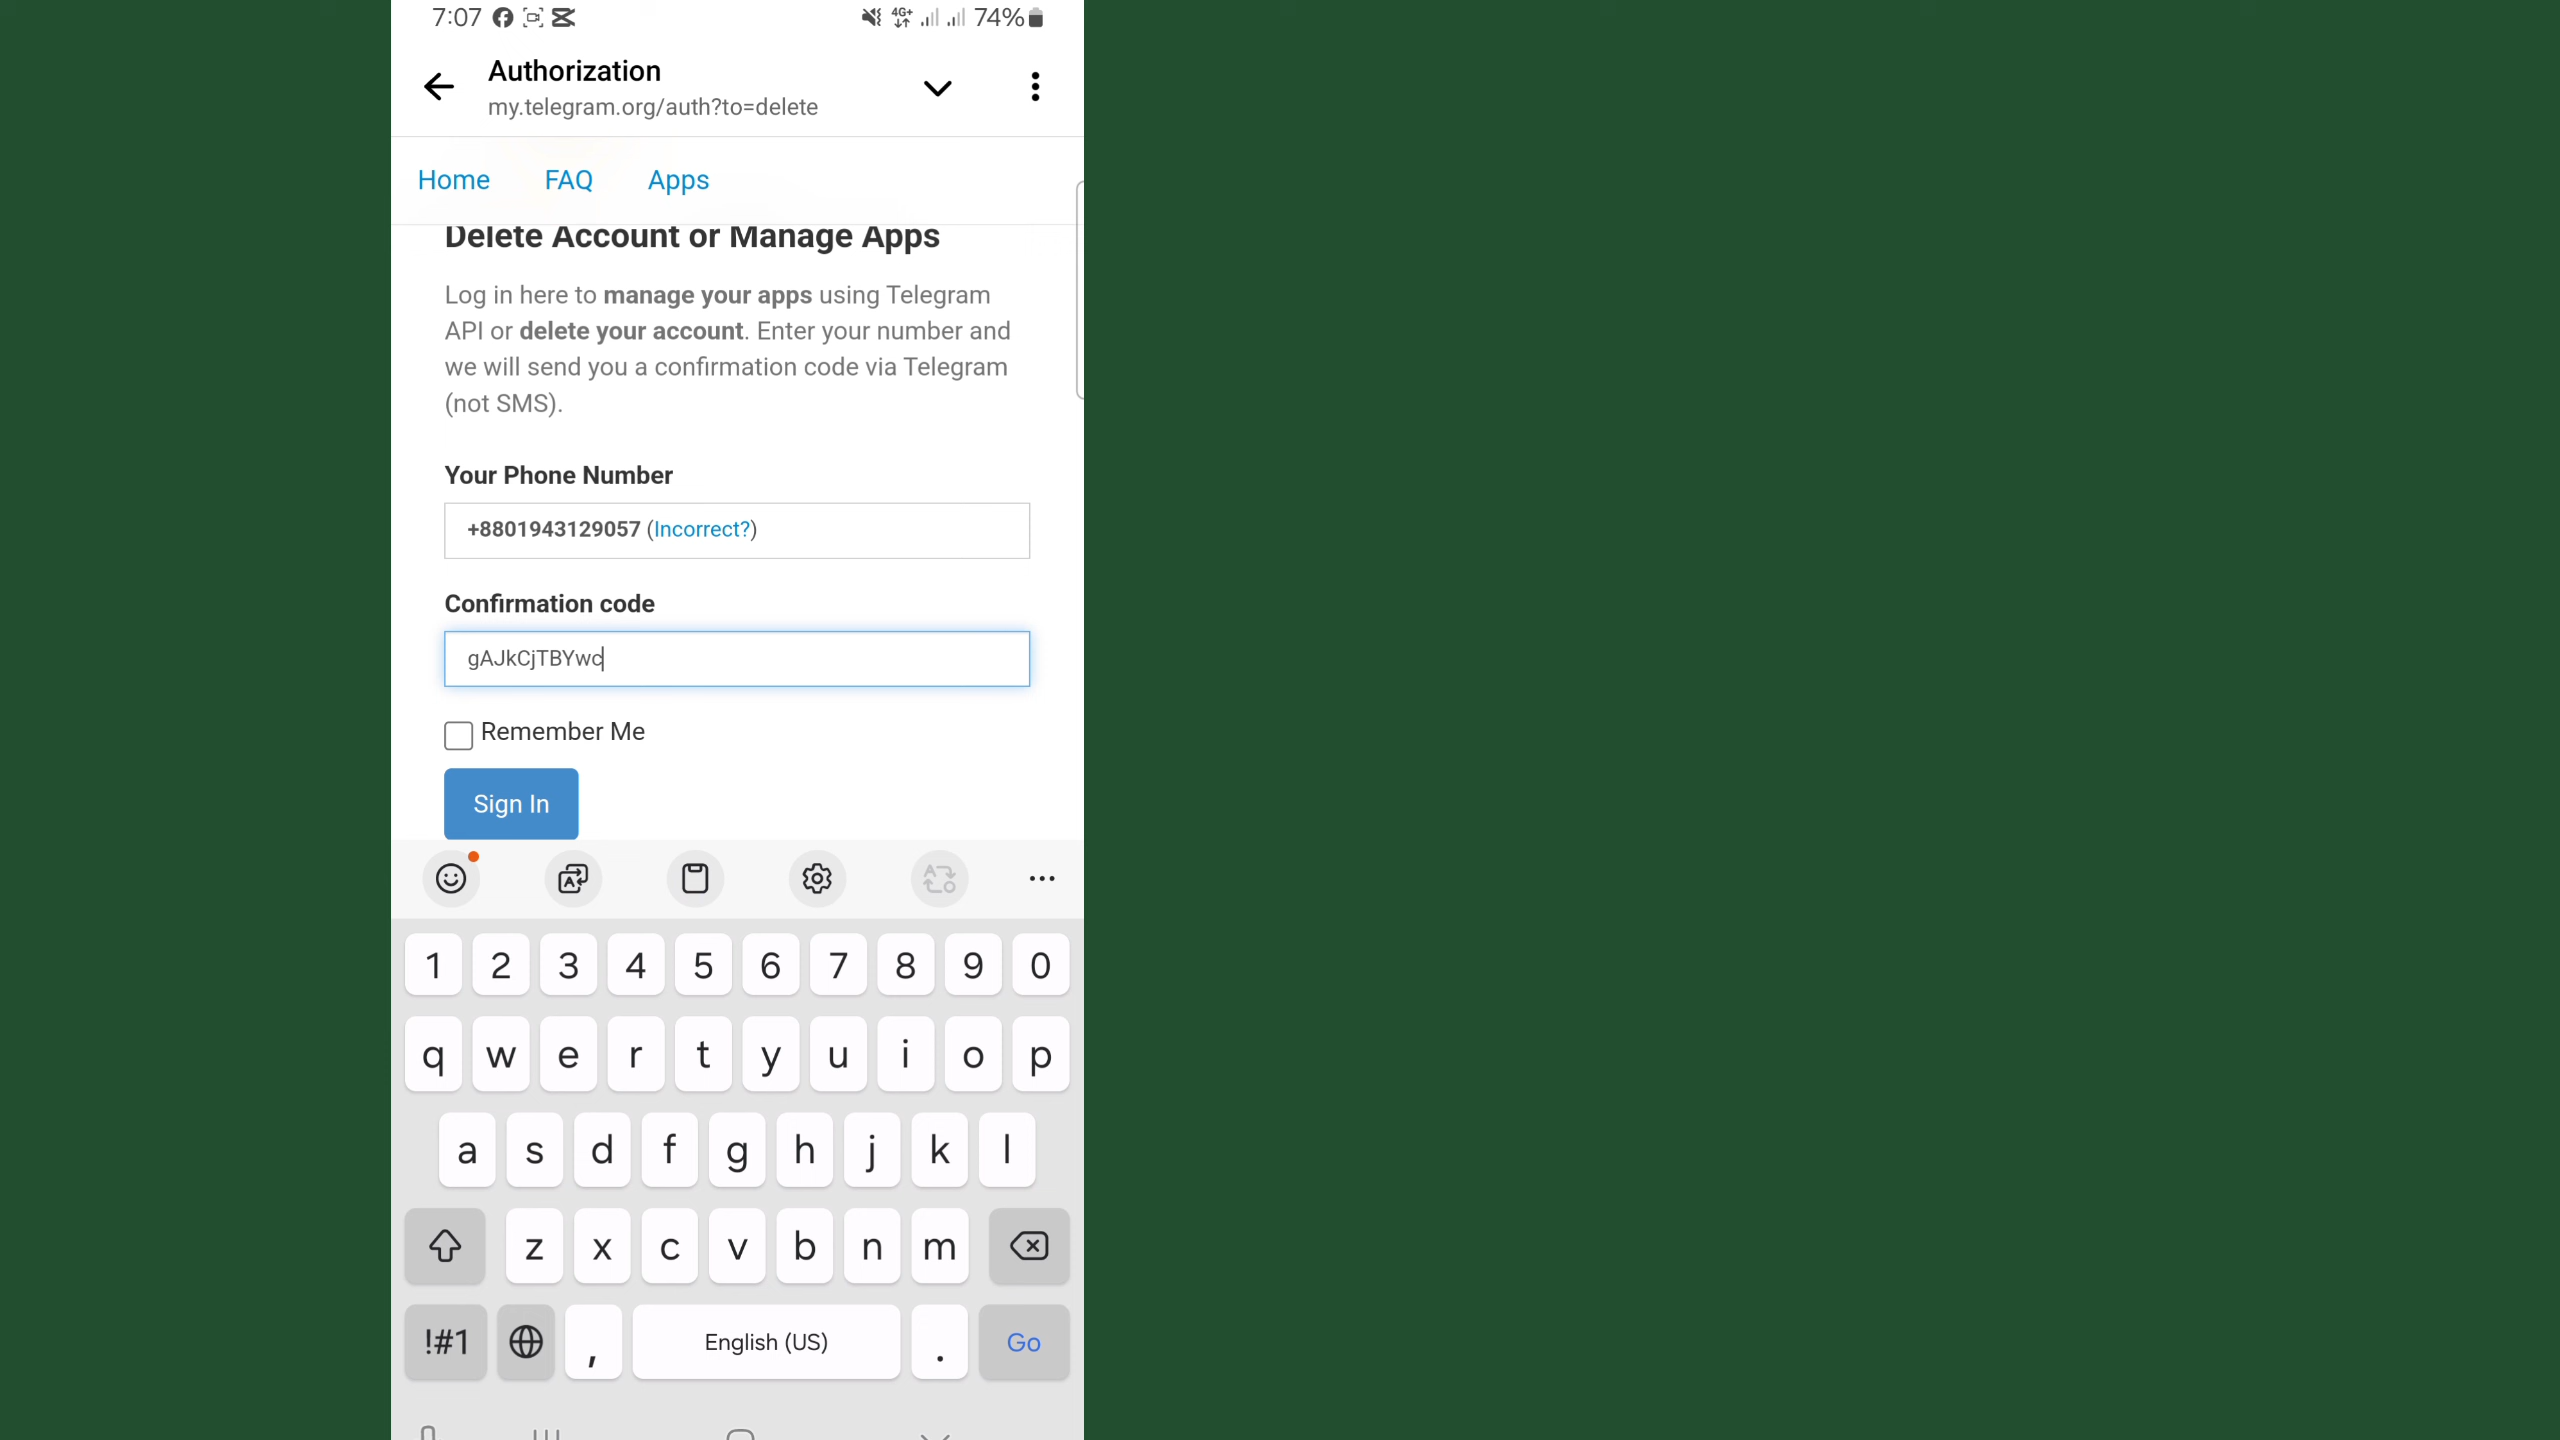 7:07 4G+ 74%
Authorization
my.telegram.org/auth?to=delete
Home FAQ Apps
Delete Account or Manage Apps
Log in here to manage your apps using Telegram
API or delete your account. Enter your number and
we will send you a confirmation code via Telegram
(not SMS).
Your Phone Number
+8801943129057 (Incorrect?)
Confirmation code
gAJkCjTBYwc
Remember Me
Sign In
1 2 3 4 5 6 7 8 9 0
q w e r t y u i o p
a s d f g h j k l
z x c v b n m
!#1 , English (US) . Go